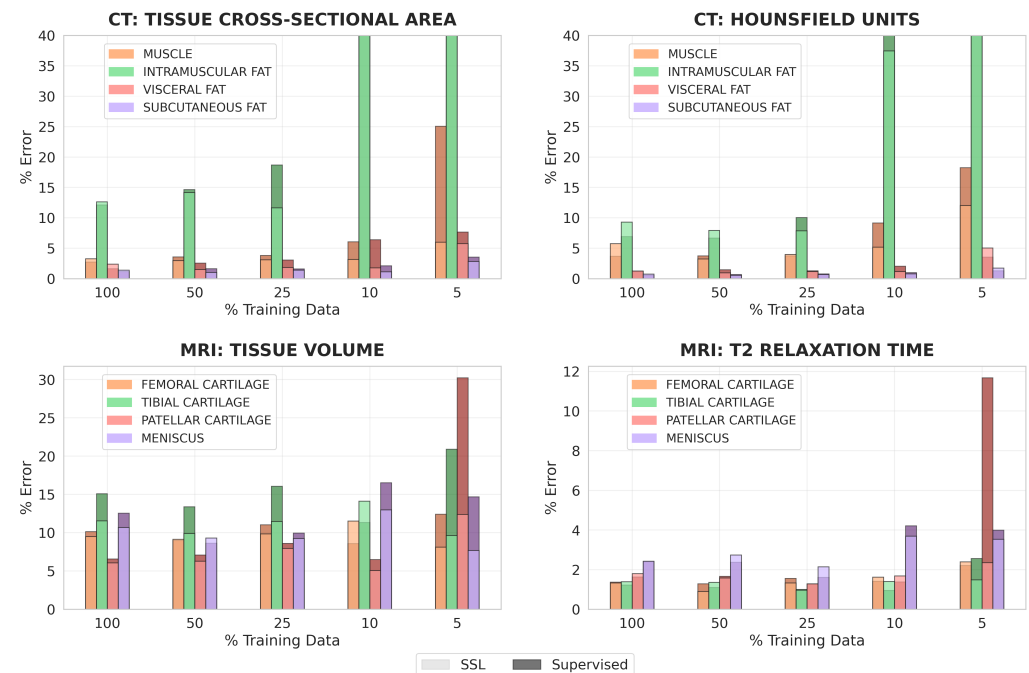 CT: TISSUE CROSS-SECTIONAL AREA
% Error
40
35
30
25
20
15
10
5
0
MUSCLE
INTRAMUSCULAR FAT
VISCERAL FAT
SUBCUTANEOUS FAT
100 50 25 10 5
% Training Data
CT: HOUNSFIELD UNITS
% Error
40
35
30
25
20
15
10
5
0
MUSCLE
INTRAMUSCULAR FAT
VISCERAL FAT
SUBCUTANEOUS FAT
100 50 25 10 5
% Training Data
MRI: TISSUE VOLUME
% Error
30
25
20
15
10
5
0
FEMORAL CARTILAGE
TIBIAL CARTILAGE
PATELLAR CARTILAGE
MENISCUS
100 50 25 10 5
% Training Data
MRI: T2 RELAXATION TIME
% Error
12
10
8
6
4
2
0
FEMORAL CARTILAGE
TIBIAL CARTILAGE
PATELLAR CARTILAGE
MENISCUS
100 50 25 10 5
% Training Data
SSL Supervised